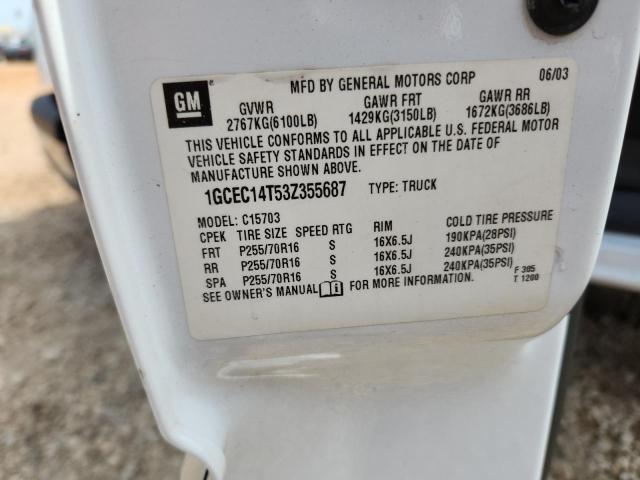 MFD BY GENERAL MOTORS CORP 06/03
GM
GVWR GAWR FRT GAWR RR
2767KG(6100LB) 1429KG(3150LB) 1672KG(3686LB)
THIS VEHICLE CONFORMS TO ALL APPLICABLE U.S. FEDERAL MOTOR
VEHICLE SAFETY STANDARDS IN EFFECT ON THE DATE OF
MANUFACTURE SHOWN ABOVE.
1GCEC14T53Z355687 TYPE: TRUCK
MODEL: C15703
CPEK TIRE SIZE SPEED RTG RIM COLD TIRE PRESSURE
FRT P255/70R16 S 16X6.5J 190KPA(28PSI)
RR P255/70R16 S 16X6.5J 240KPA(35PSI)
SPA P255/70R16 S 16X6.5J 240KPA(35PSI)
SEE OWNER'S MANUAL FOR MORE INFORMATION. F 305
T 1200